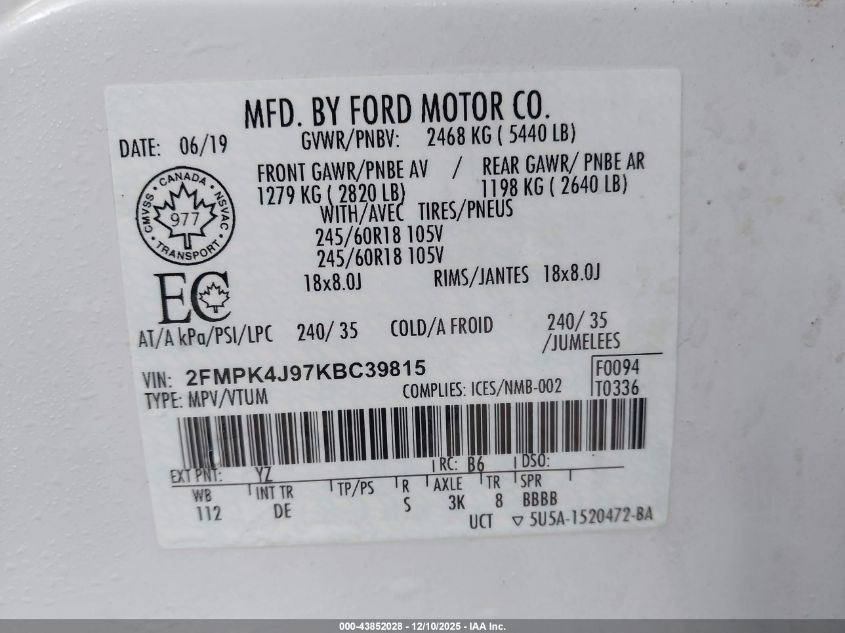 MFD. BY FORD MOTOR CO.
DATE: 06/19 GVWR/PNBV: 2468 KG ( 5440 LB)
FRONT GAWR/PNBE AV / REAR GAWR/ PNBE AR
1279 KG ( 2820 LB) 1198 KG ( 2640 LB)
WITH/AVEC TIRES/PNEUS
245/60R18 105V
245/60R18 105V
18x8.0J RIMS/JANTES 18x8.0J
CANADA
CMVSS 977 NSVAC
TRANSPORT
EC
AT/A kPa/PSI/LPC 240/ 35 COLD/A FROID 240/ 35
/JUMELEES
VIN: 2FMPK4J97KBC39815 F0094
TYPE: MPV/VTUM COMPLIES: ICES/NMB-002 T0336
EXT PNT: YZ RC: B6 DSO:
WB INT TR TP/PS R AXLE TR SPR
112 DE S 3K 8 BBBB
UCT ▽ 5U5A-1520472-BA
000-43852028 - 12/10/2025 - IAA Inc.